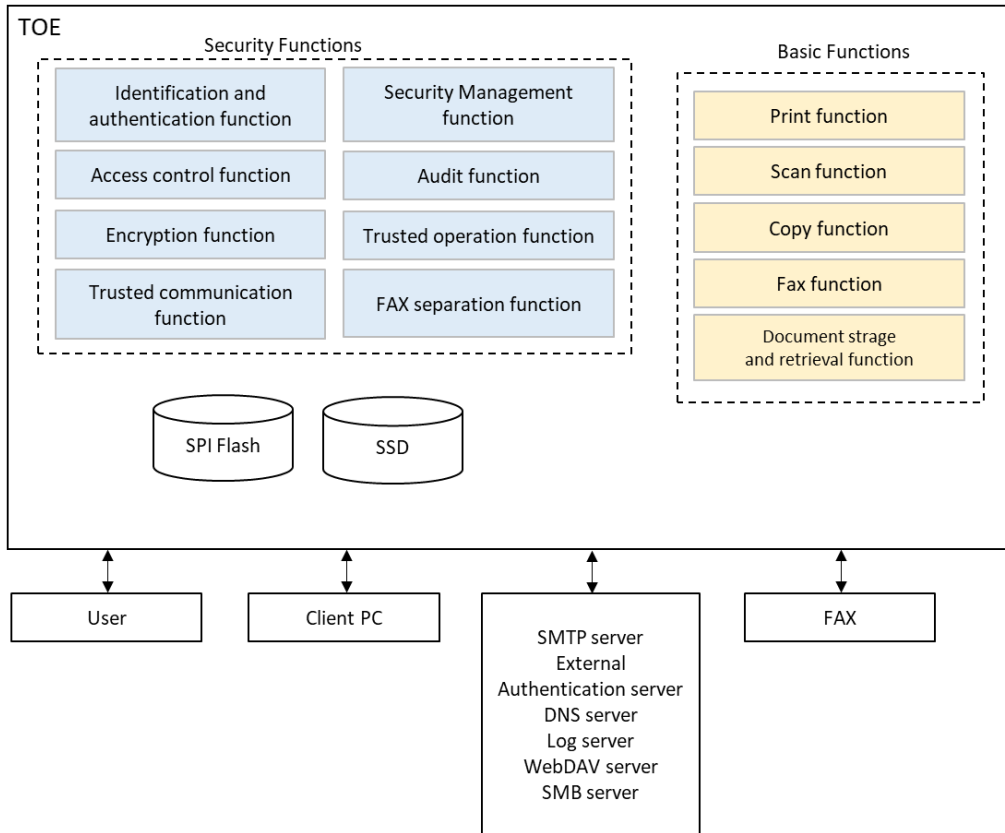 TOE
Security Functions
Identification and
authentication function
Security Management
function
Access control function
Audit function
Encryption function
Trusted operation function
Trusted communication
function
FAX separation function
Basic Functions
Print function
Scan function
Copy function
Fax function
Document strage
and retrieval function
SPI Flash
SSD
User
Client PC
SMTP server
External
Authentication server
DNS server
Log server
WebDAV server
SMB server
FAX